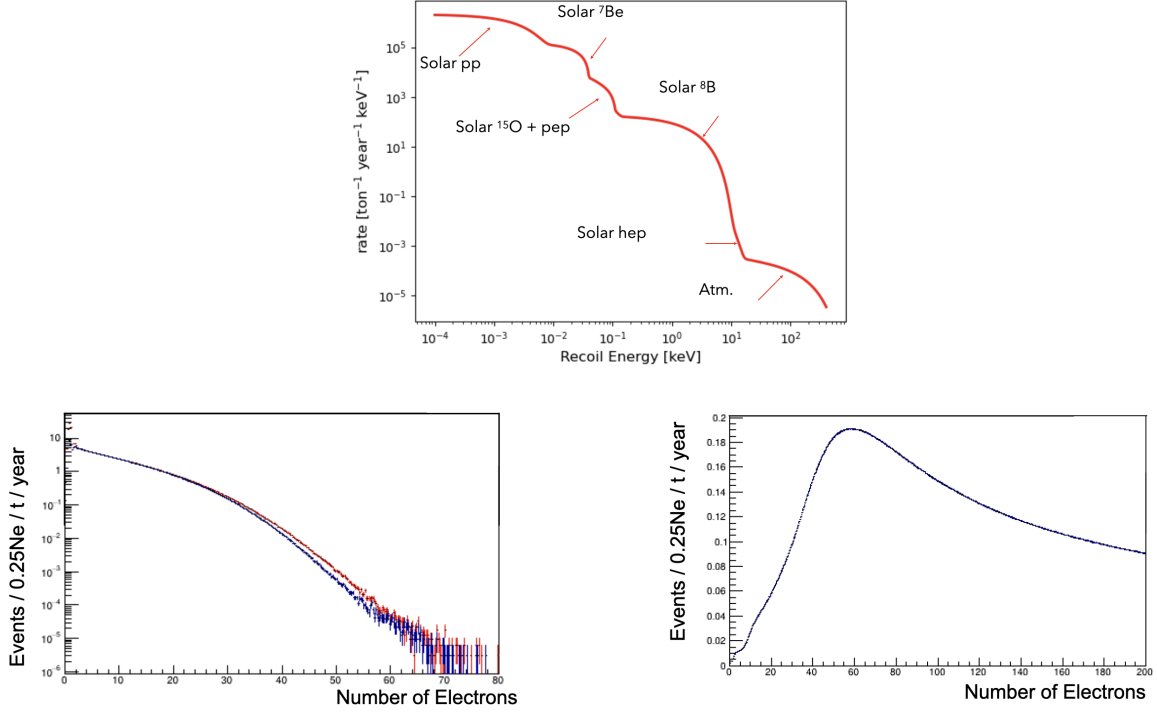 Solar ⁷Be
Solar pp
Solar ⁸B
Solar ¹⁵O + pep
Solar hep
Atm.
rate [ton⁻¹ year⁻¹ keV⁻¹]
10⁵
10³
10¹
10⁻¹
10⁻³
10⁻⁵
10⁻⁴ 10⁻³ 10⁻² 10⁻¹ 10⁰ 10¹ 10²
Recoil Energy [keV]
Events / 0.25Ne / t / year
10
1
10⁻¹
10⁻²
10⁻³
10⁻⁴
10⁻⁵
10⁻⁶
0 10 20 30 40 50 60 70 80
Number of Electrons
Events / 0.25Ne / t / year
0.2
0.18
0.16
0.14
0.12
0.1
0.08
0.06
0.04
0.02
0
0 20 40 60 80 100 120 140 160 180 200
Number of Electrons